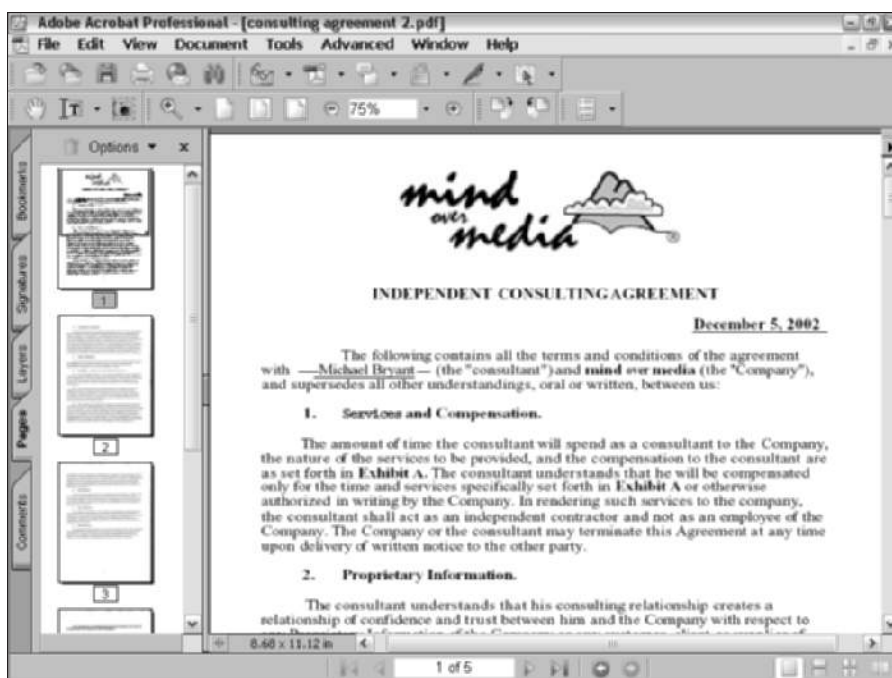 Adobe Acrobat Professional - [consulting agreement 2.pdf]
File Edit View Document Tools Advanced Window Help
75%
Options
Bookmarks
Signatures
Layers
Pages
Comments
1
2
3
mind
over
media
INDEPENDENT CONSULTING AGREEMENT
December 5, 2002
The following contains all the terms and conditions of the agreement
with Michael Bryant (the "consultant") and mind over media (the "Company"),
and supersedes all other understandings, oral or written, between us:
1. Services and Compensation.
The amount of time the consultant will spend as a consultant to the Company,
the nature of the services to be provided, and the compensation to the consultant are
as set forth in Exhibit A. The consultant understands that he will be compensated
only for the time and services specifically set forth in Exhibit A or otherwise
authorized in writing by the Company. In rendering such services to the company,
the consultant shall act as an independent contractor and not as an employee of the
Company. The Company or the consultant may terminate this Agreement at any time
upon delivery of written notice to the other party.
2. Proprietary Information.
The consultant understands that his consulting relationship creates a
relationship of confidence and trust between him and the Company with respect to
8.68 x 11.12 in
1 of 5